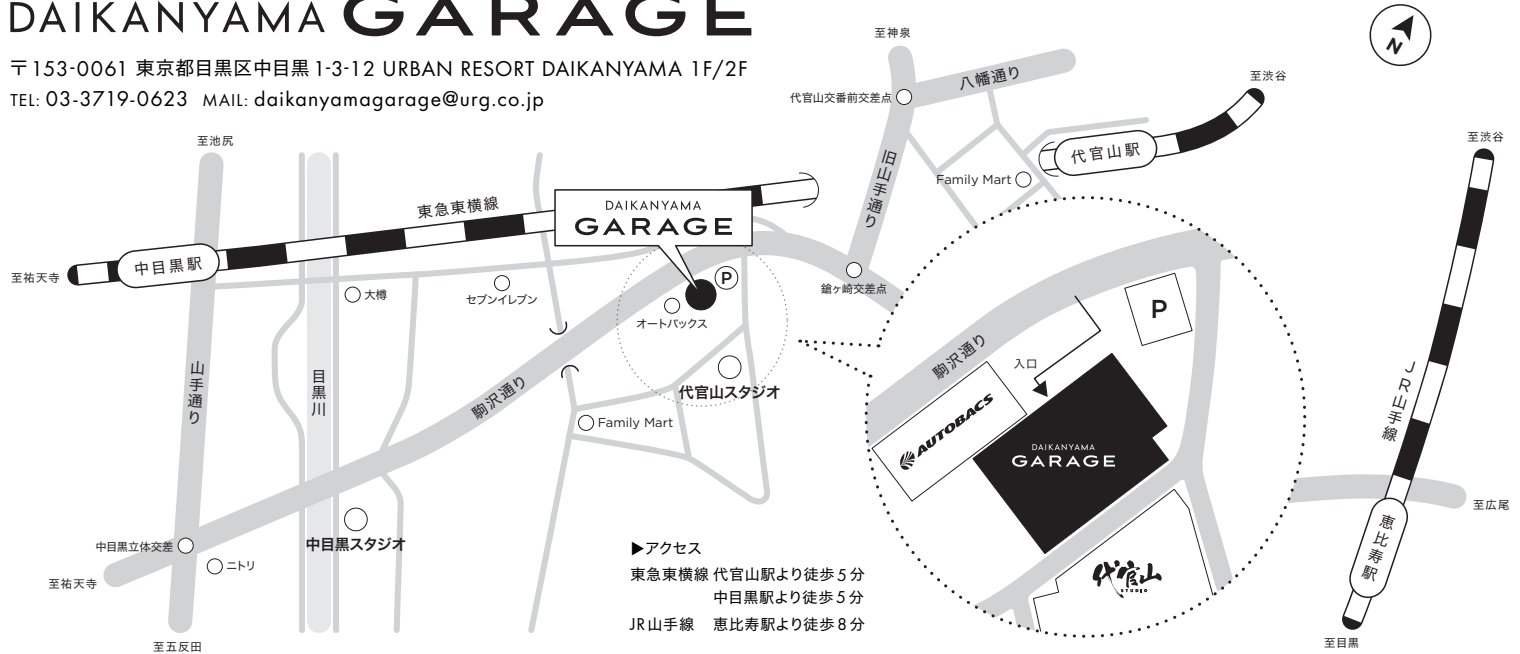 DAIKANYAMA GARAGE
〒153-0061 東京都目黒区中目黒1-3-12 URBAN RESORT DAIKANYAMA 1F/2F
TEL: 03-3719-0623 MAIL: daikanyamagarage@urg.co.jp
N
至神泉
八幡通り
代官山交番前交差点
至渋谷
代官山駅
旧山手通り
Family Mart
至渋谷
至池尻
東急東横線
DAIKANYAMA
GARAGE
中目黒駅
至祐天寺
大樽
セブンイレブン
P
オートバックス
鎗ヶ崎交差点
山手通り
目黒川
駒沢通り
代官山スタジオ
Family Mart
駒沢通り
入口
P
AUTOBACS
DAIKANYAMA
GARAGE
代官山
STUDIO
JR山手線
至広尾
恵比寿駅
至目黒
中目黒スタジオ
中目黒立体交差
ニトリ
至祐天寺
至五反田
▶アクセス
東急東横線 代官山駅より徒歩5分
中目黒駅より徒歩5分
JR山手線 恵比寿駅より徒歩8分